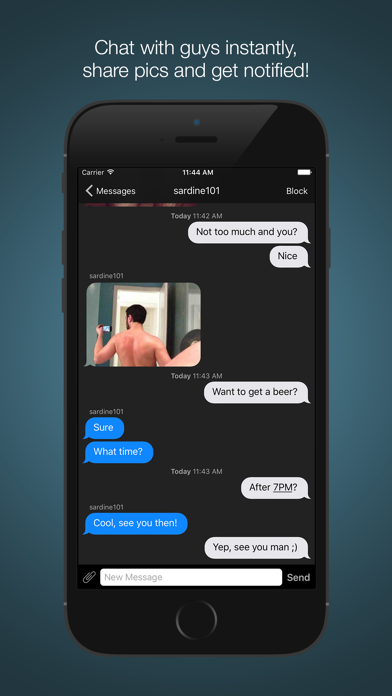 Chat with guys instantly,
share pics and get notified!
Carrier 11:44 AM
Messages sardine101 Block
Today 11:42 AM
Not too much and you?
Nice
sardine101
Today 11:43 AM
Want to get a beer?
sardine101
Sure
What time?
Today 11:43 AM
After 7PM?
sardine101
Cool, see you then!
Yep, see you man ;)
New Message Send